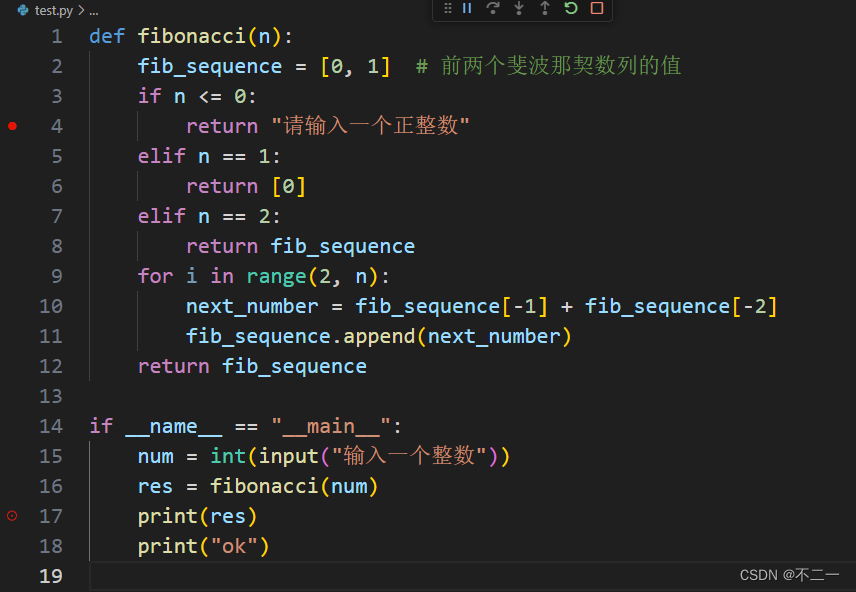 test.py > ...
1 def fibonacci(n):
2     fib_sequence = [0, 1]  # 前两个斐波那契数列的值
3     if n <= 0:
4         return "请输入一个正整数"
5     elif n == 1:
6         return [0]
7     elif n == 2:
8         return fib_sequence
9     for i in range(2, n):
10         next_number = fib_sequence[-1] + fib_sequence[-2]
11         fib_sequence.append(next_number)
12     return fib_sequence
13
14 if __name__ == "__main__":
15     num = int(input("输入一个整数"))
16     res = fibonacci(num)
17     print(res)
18     print("ok")
19
CSDN @不二一